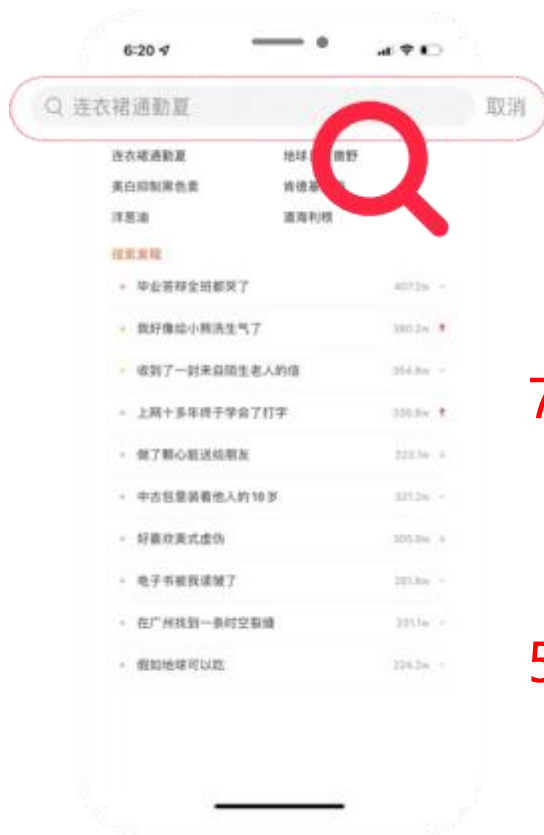 6:20
连衣裙通勤夏 取消
连衣裙通勤夏 地球
美白抑制黑色素 肯德基
洋葱油 道海利根
搜索发现
毕业答辩全班都哭了 407.2w
我好像给小熊洗生气了 380.2w
收到了一封来自陌生老人的信 354.8w
上网十多年终于学会了打字 336.8w
做了颗心脏送给朋友
中古包里装着他人的18岁 321.2w
好喜欢美式虚伪 305.8w
电子书被我读皱了 281.8w
在广州找到一条时空裂缝 231.1w
假如地球可以吃 226.2w
7
5